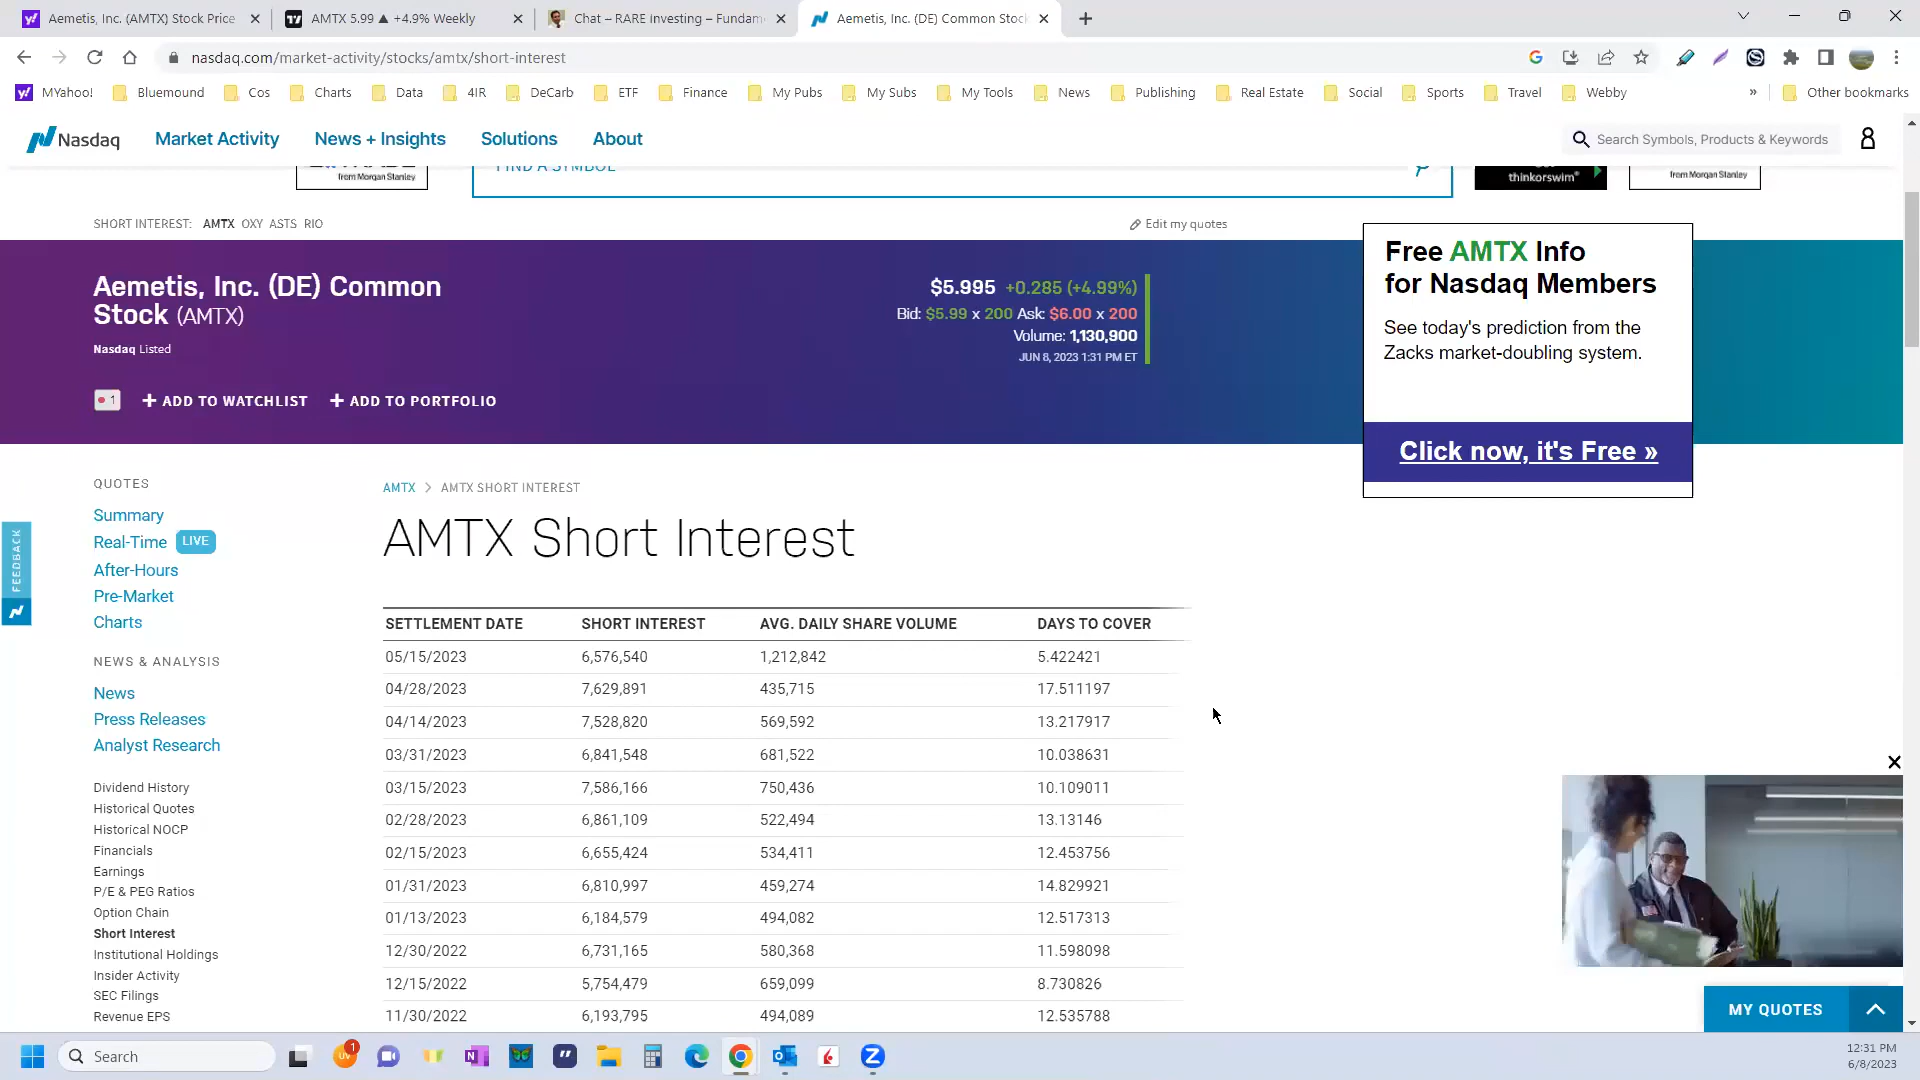 Aemetis, Inc. (AMTX) Stock Price
AMTX 5.99 ▲ +4.9% Weekly
Chat – RARE Investing – Fundam
Aemetis, Inc. (DE) Common Stoc
nasdaq.com/market-activity/stocks/amtx/short-interest
MYahoo!
Bluemound
Cos
Charts
Data
4IR
DeCarb
ETF
Finance
My Pubs
My Subs
My Tools
News
Publishing
Real Estate
Social
Sports
Travel
Webby
»
Other bookmarks
Nasdaq
Market Activity
News + Insights
Solutions
About
Search Symbols, Products & Keywords
from Morgan Stanley
FIND A SYMBOL
thinkorswim®
from Morgan Stanley
SHORT INTEREST: AMTX OXY ASTS RIO
Edit my quotes
Aemetis, Inc. (DE) Common
Stock (AMTX)
Nasdaq Listed
$5.995 +0.285 (+4.99%)
Bid: $5.99 x 200 Ask: $6.00 x 200
Volume: 1,130,900
JUN 8, 2023 1:31 PM ET
1
+ ADD TO WATCHLIST
+ ADD TO PORTFOLIO
Free AMTX Info
for Nasdaq Members
See today's prediction from the
Zacks market-doubling system.
Click now, it's Free »
FEEDBACK
QUOTES
Summary
Real-Time LIVE
After-Hours
Pre-Market
Charts
NEWS & ANALYSIS
News
Press Releases
Analyst Research
Dividend History
Historical Quotes
Historical NOCP
Financials
Earnings
P/E & PEG Ratios
Option Chain
Short Interest
Institutional Holdings
Insider Activity
SEC Filings
Revenue EPS
AMTX > AMTX SHORT INTEREST
AMTX Short Interest
SETTLEMENT DATE SHORT INTEREST AVG. DAILY SHARE VOLUME DAYS TO COVER
05/15/2023 6,576,540 1,212,842 5.422421
04/28/2023 7,629,891 435,715 17.511197
04/14/2023 7,528,820 569,592 13.217917
03/31/2023 6,841,548 681,522 10.038631
03/15/2023 7,586,166 750,436 10.109011
02/28/2023 6,861,109 522,494 13.13146
02/15/2023 6,655,424 534,411 12.453756
01/31/2023 6,810,997 459,274 14.829921
01/13/2023 6,184,579 494,082 12.517313
12/30/2022 6,731,165 580,368 11.598098
12/15/2022 5,754,479 659,099 8.730826
11/30/2022 6,193,795 494,089 12.535788
MY QUOTES
Search
1
12:31 PM
6/8/2023